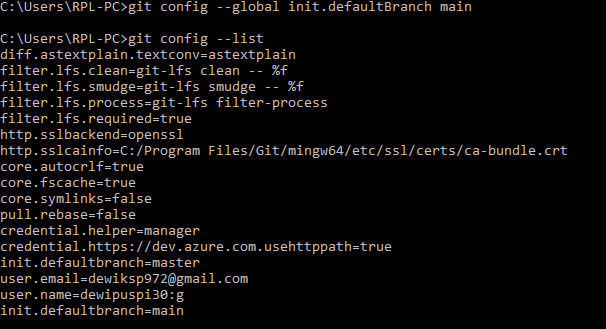 C:\Users\RPL-PC>git config --global init.defaultBranch main
C:\Users\RPL-PC>git config --list
diff.astextplain.textconv=astextplain
filter.lfs.clean=git-lfs clean -- %f
filter.lfs.smudge=git-lfs smudge -- %f
filter.lfs.process=git-lfs filter-process
filter.lfs.required=true
http.sslbackend=openssl
http.sslcainfo=C:/Program Files/Git/mingw64/etc/ssl/certs/ca-bundle.crt
core.autocrlf=true
core.fscache=true
core.symlinks=false
pull.rebase=false
credential.helper=manager
credential.https://dev.azure.com.usehttppath=true
init.defaultbranch=master
user.email=dewiksp972@gmail.com
user.name=dewipuspi30:g
init.defaultbranch=main